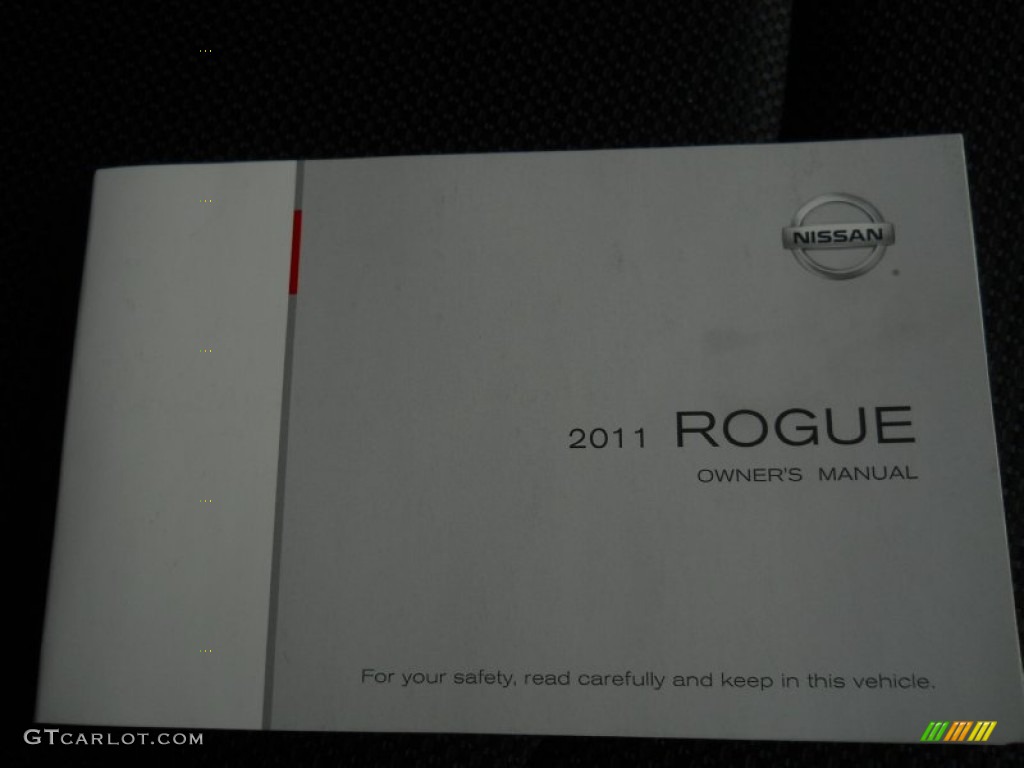 NISSAN
2011 ROGUE
OWNER'S MANUAL
For your safety, read carefully and keep in this vehicle.
GTCARLOT.COM